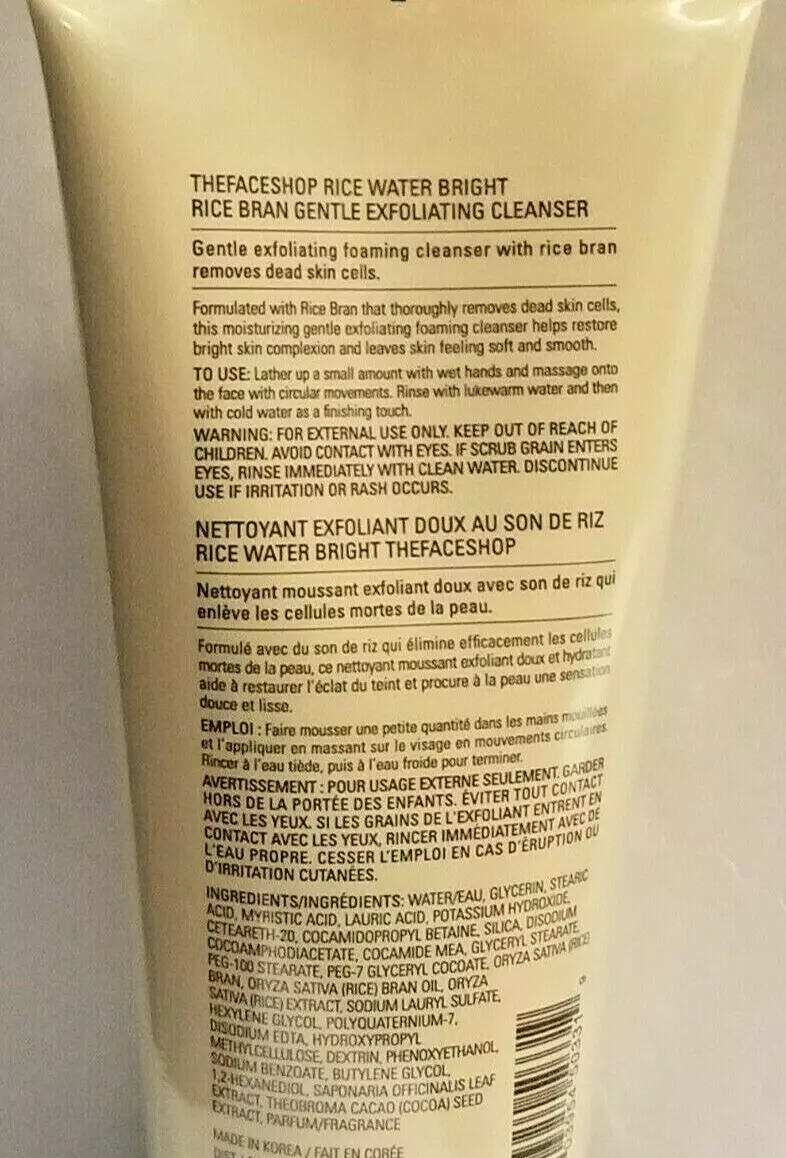 THEFACESHOP RICE WATER BRIGHT
RICE BRAN GENTLE EXFOLIATING CLEANSER
Gentle exfoliating foaming cleanser with rice bran
removes dead skin cells.
Formulated with Rice Bran that thoroughly removes dead skin cells,
this moisturizing gentle exfoliating foaming cleanser helps restore
bright skin complexion and leaves skin feeling soft and smooth.
TO USE: Lather up a small amount with wet hands and massage onto
the face with circular movements. Rinse with lukewarm water and then
with cold water as a finishing touch.
WARNING: FOR EXTERNAL USE ONLY. KEEP OUT OF REACH OF
CHILDREN. AVOID CONTACT WITH EYES. IF SCRUB GRAIN ENTERS
EYES, RINSE IMMEDIATELY WITH CLEAN WATER. DISCONTINUE
USE IF IRRITATION OR RASH OCCURS.
NETTOYANT EXFOLIANT DOUX AU SON DE RIZ
RICE WATER BRIGHT THEFACESHOP
Nettoyant moussant exfoliant doux avec son de riz qui
enlève les cellules mortes de la peau.
Formulé avec du son de riz qui élimine efficacement les cellules
mortes de la peau, ce nettoyant moussant exfoliant doux et hydratant
aide à restaurer l'éclat du teint et procure à la peau une sensation
douce et lisse.
EMPLOI : Faire mousser une petite quantité dans les mains mouillées
et l'appliquer en massant sur le visage en mouvements circulaires.
Rincer à l'eau tiède, puis à l'eau froide pour terminer.
AVERTISSEMENT : POUR USAGE EXTERNE SEULEMENT. GARDER
HORS DE LA PORTÉE DES ENFANTS. ÉVITER TOUT CONTACT
AVEC LES YEUX. SI LES GRAINS DE L'EXFOLIANT ENTRENT EN
CONTACT AVEC LES YEUX, RINCER IMMÉDIATEMENT AVEC DE
L'EAU PROPRE. CESSER L'EMPLOI EN CAS D'ÉRUPTION OU
D'IRRITATION CUTANÉES.
INGREDIENTS/INGRÉDIENTS: WATER/EAU, GLYCERIN, STEARIC
ACID, MYRISTIC ACID, LAURIC ACID, POTASSIUM HYDROXIDE,
CETEARETH-20, COCAMIDOPROPYL BETAINE, SILICA, DISODIUM
COCOAMPHODIACETATE, COCAMIDE MEA, GLYCERYL STEARATE,
PEG-100 STEARATE, PEG-7 GLYCERYL COCOATE, ORYZA SATIVA (RICE)
BRAN, ORYZA SATIVA (RICE) BRAN OIL, ORYZA
SATIVA (RICE) EXTRACT, SODIUM LAURYL SULFATE,
HEXYLENE GLYCOL, POLYQUATERNIUM-7,
DISODIUM EDTA, HYDROXYPROPYL
METHYLCELLULOSE, DEXTRIN, PHENOXYETHANOL,
SODIUM BENZOATE, BUTYLENE GLYCOL,
1,2-HEXANEDIOL, SAPONARIA OFFICINALIS LEAF
EXTRACT, THEOBROMA CACAO (COCOA) SEED
EXTRACT, PARFUM/FRAGRANCE
MADE IN KOREA / FAIT EN CORÉE